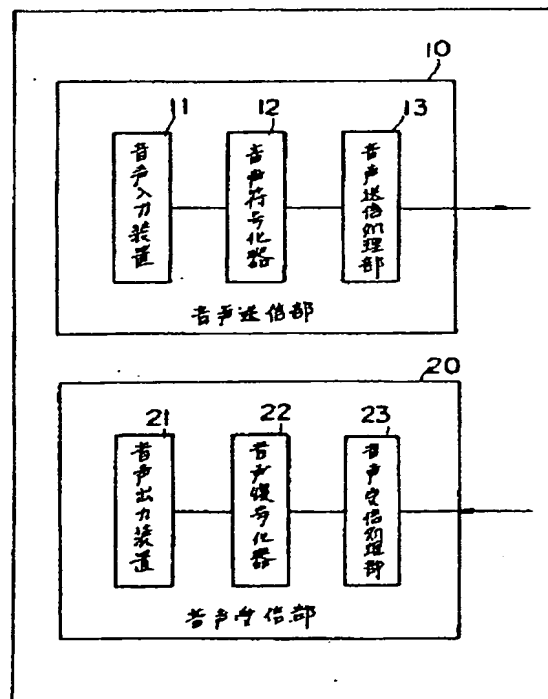 10
11
12
13
音声入力装置
音声符号化器
音声送信処理部
音声送信部
20
21
22
23
音声出力装置
音声復号化器
音声受信処理部
音声受信部